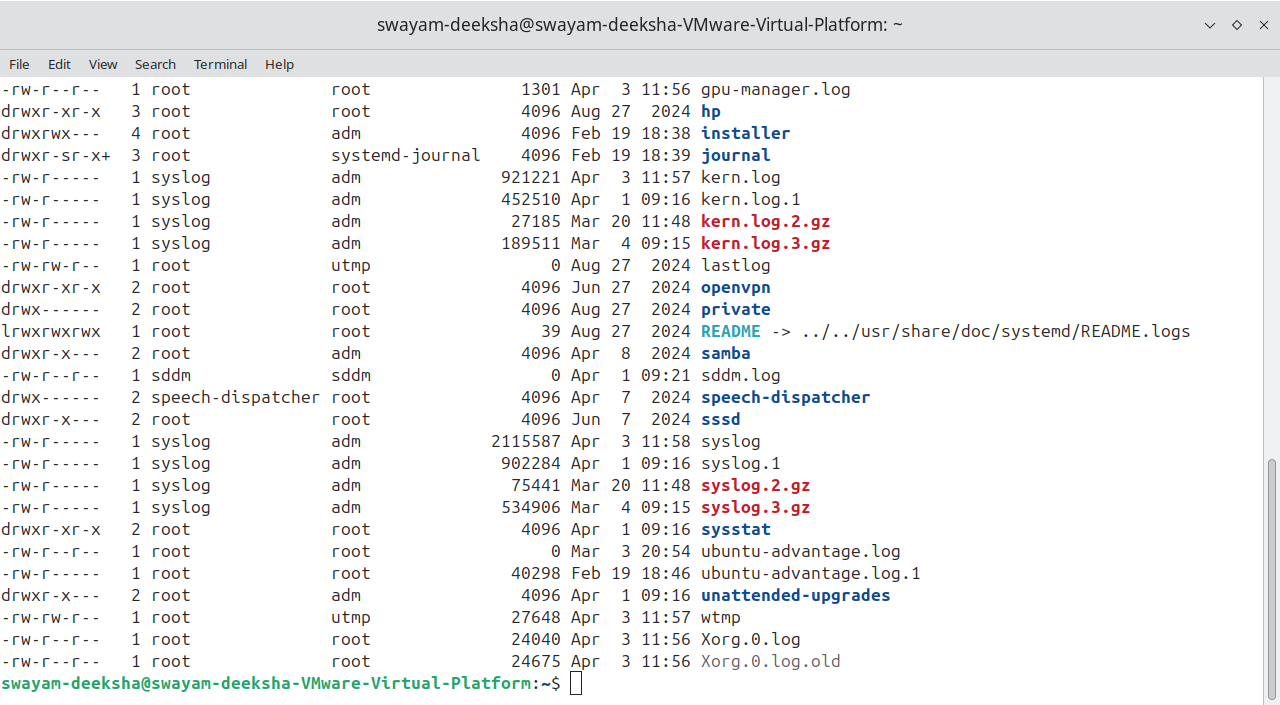 swayam-deeksha@swayam-deeksha-VMware-Virtual-Platform: ~
File Edit View Search Terminal Help
-rw-r--r--   1 root              root               1301 Apr  3 11:56 gpu-manager.log
drwxr-xr-x   3 root              root               4096 Aug 27  2024 hp
drwxrwx---   4 root              adm                4096 Feb 19 18:38 installer
drwxr-sr-x+  3 root              systemd-journal    4096 Feb 19 18:39 journal
-rw-r-----   1 syslog            adm              921221 Apr  3 11:57 kern.log
-rw-r-----   1 syslog            adm              452510 Apr  1 09:16 kern.log.1
-rw-r-----   1 syslog            adm               27185 Mar 20 11:48 kern.log.2.gz
-rw-r-----   1 syslog            adm              189511 Mar  4 09:15 kern.log.3.gz
-rw-rw-r--   1 root              utmp                  0 Aug 27  2024 lastlog
drwxr-xr-x   2 root              root               4096 Jun 27  2024 openvpn
drwx------   2 root              root               4096 Aug 27  2024 private
lrwxrwxrwx   1 root              root                 39 Aug 27  2024 README -> ../../usr/share/doc/systemd/README.logs
drwxr-x---   2 root              adm                4096 Apr  8  2024 samba
-rw-r--r--   1 sddm              sddm                  0 Apr  1 09:21 sddm.log
drwx------   2 speech-dispatcher root               4096 Apr  7  2024 speech-dispatcher
drwxr-x---   2 root              root               4096 Jun  7  2024 sssd
-rw-r-----   1 syslog            adm             2115587 Apr  3 11:58 syslog
-rw-r-----   1 syslog            adm              902284 Apr  1 09:16 syslog.1
-rw-r-----   1 syslog            adm               75441 Mar 20 11:48 syslog.2.gz
-rw-r-----   1 syslog            adm              534906 Mar  4 09:15 syslog.3.gz
drwxr-xr-x   2 root              root               4096 Apr  1 09:16 sysstat
-rw-r--r--   1 root              root                  0 Mar  3 20:54 ubuntu-advantage.log
-rw-r--r--   1 root              root              40298 Feb 19 18:46 ubuntu-advantage.log.1
drwxr-x---   2 root              adm                4096 Apr  1 09:16 unattended-upgrades
-rw-rw-r--   1 root              utmp              27648 Apr  3 11:57 wtmp
-rw-r--r--   1 root              root              24040 Apr  3 11:56 Xorg.0.log
-rw-r--r--   1 root              root              24675 Apr  3 11:56 Xorg.0.log.old
swayam-deeksha@swayam-deeksha-VMware-Virtual-Platform:~$